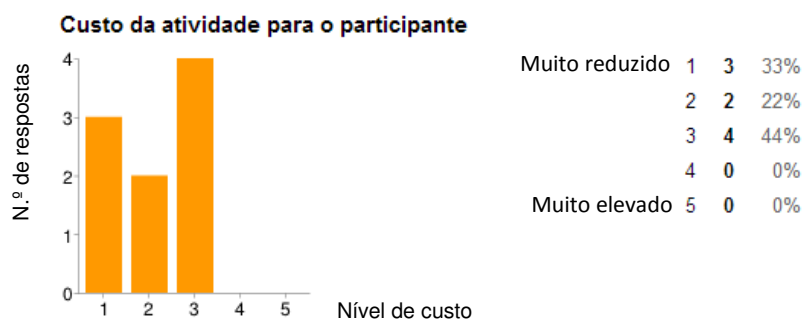 Custo da atividade para o participante
N.º de respostas
4
3
2
1
0
1 2 3 4 5
Nível de custo
Muito reduzido 1 3 33%
2 2 22%
3 4 44%
4 0 0%
Muito elevado 5 0 0%